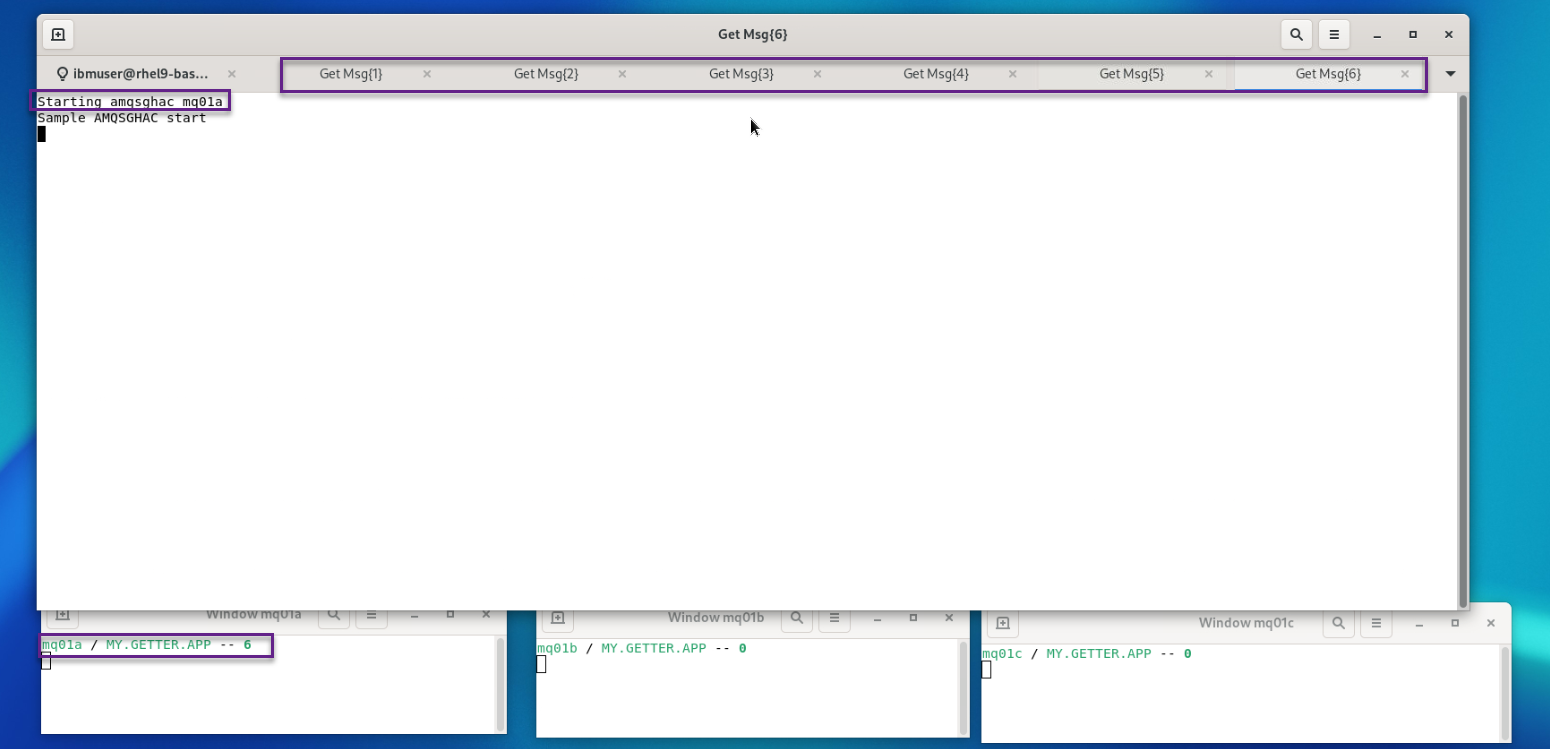 Get Msg{6}
ibmuser@rhel9-bas... Get Msg{1} Get Msg{2} Get Msg{3} Get Msg{4} Get Msg{5} Get Msg{6}
Starting amqsghac mq01a
Sample AMQSGHAC start
Window mq01a
mq01a / MY.GETTER.APP -- 6
Window mq01b
mq01b / MY.GETTER.APP -- 0
Window mq01c
mq01c / MY.GETTER.APP -- 0